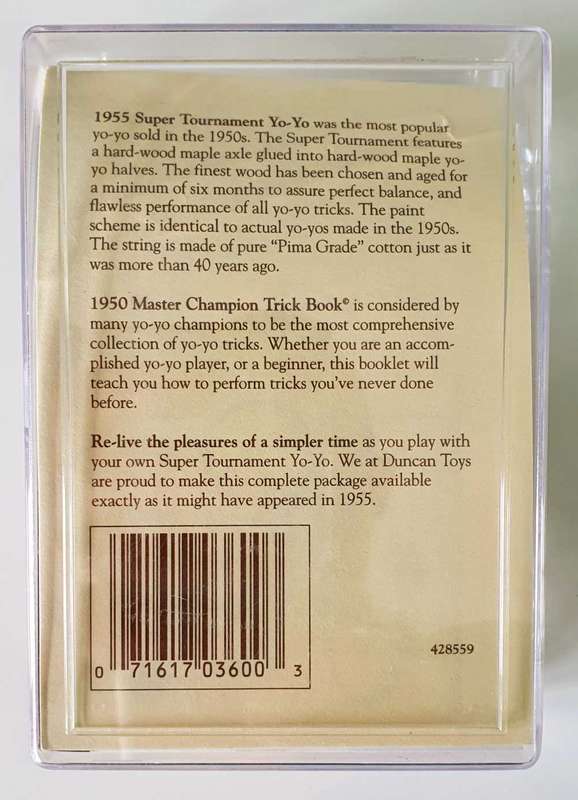 1955 Super Tournament Yo-Yo was the most popular
yo-yo sold in the 1950s. The Super Tournament features
a hard-wood maple axle glued into hard-wood maple yo-
yo halves. The finest wood has been chosen and aged for
a minimum of six months to assure perfect balance, and
flawless performance of all yo-yo tricks. The paint
scheme is identical to actual yo-yos made in the 1950s.
The string is made of pure “Pima Grade” cotton just as it
was more than 40 years ago.
1950 Master Champion Trick Book© is considered by
many yo-yo champions to be the most comprehensive
collection of yo-yo tricks. Whether you are an accom-
plished yo-yo player, or a beginner, this booklet will
teach you how to perform tricks you’ve never done
before.
Re-live the pleasures of a simpler time as you play with
your own Super Tournament Yo-Yo. We at Duncan Toys
are proud to make this complete package available
exactly as it might have appeared in 1955.
428559
0 71617 03600 3